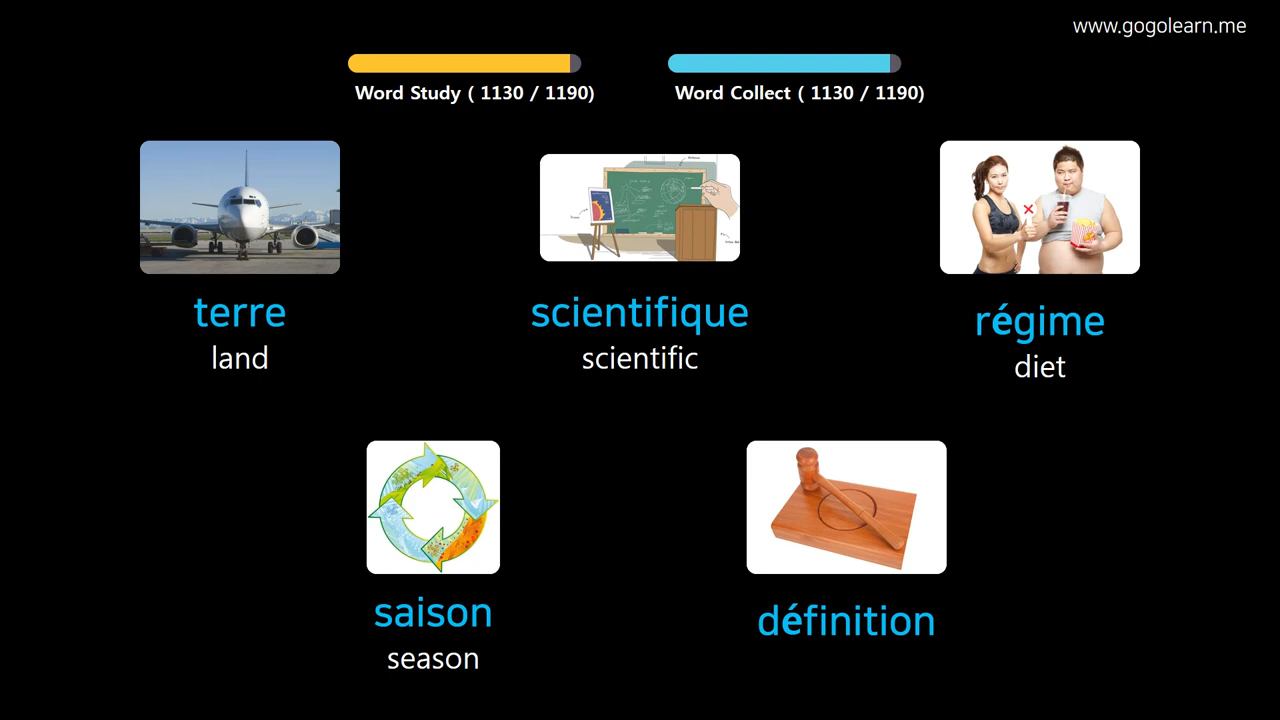 www.gogolearn.me
Word Study ( 1130 / 1190)
Word Collect ( 1130 / 1190)
terre
land
scientifique
scientific
régime
diet
saison
season
définition